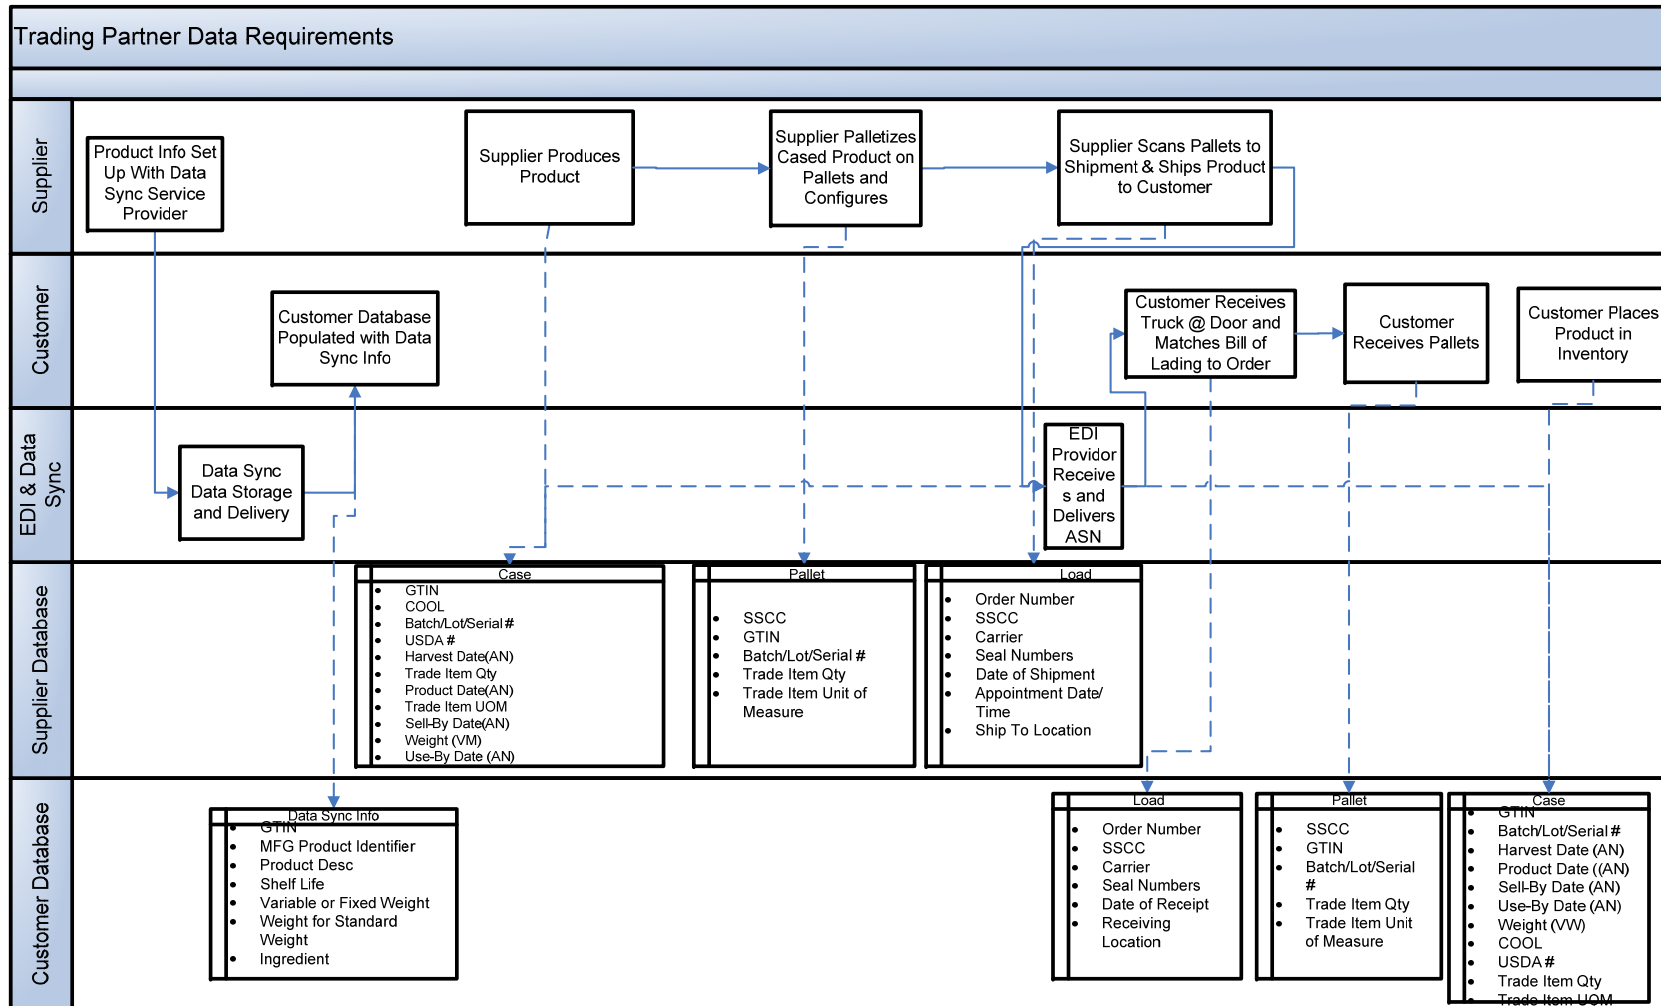 Trading Partner Data Requirements
Supplier
Product Info Set
Up With Data
Sync Service
Provider
Supplier Produces
Product
Supplier Palletizes
Cased Product on
Pallets and
Configures
Supplier Scans Pallets to
Shipment & Ships Product
to Customer
Customer
Customer Database
Populated with Data
Sync Info
Customer Receives
Truck @ Door and
Matches Bill of
Lading to Order
Customer
Receives Pallets
Customer Places
Product in
Inventory
EDI & Data
Sync
Data Sync
Data Storage
and Delivery
EDI
Providor
Receive
s and
Delivers
ASN
Supplier Database
Case
• GTIN
• COOL
• Batch/Lot/Serial #
• USDA #
• Harvest Date(AN)
• Trade Item Qty
• Product Date(AN)
• Trade Item UOM
• Sell-By Date(AN)
• Weight (VM)
• Use-By Date (AN)
Pallet
• SSCC
• GTIN
• Batch/Lot/Serial #
• Trade Item Qty
• Trade Item Unit of
Measure
Load
• Order Number
• SSCC
• Carrier
• Seal Numbers
• Date of Shipment
• Appointment Date/
Time
• Ship To Location
Customer Database
Data Sync Info
• GTIN
• MFG Product Identifier
• Product Desc
• Shelf Life
• Variable or Fixed Weight
• Weight for Standard
Weight
• Ingredient
Load
• Order Number
• SSCC
• Carrier
• Seal Numbers
• Date of Receipt
• Receiving
Location
Pallet
• SSCC
• GTIN
• Batch/Lot/Serial
#
• Trade Item Qty
• Trade Item Unit
of Measure
Case
• GTIN
• Batch/Lot/Serial #
• Harvest Date (AN)
• Product Date ((AN)
• Sell-By Date (AN)
• Use-By Date (AN)
• Weight (VW)
• COOL
• USDA #
• Trade Item Qty
• Trade Item UOM